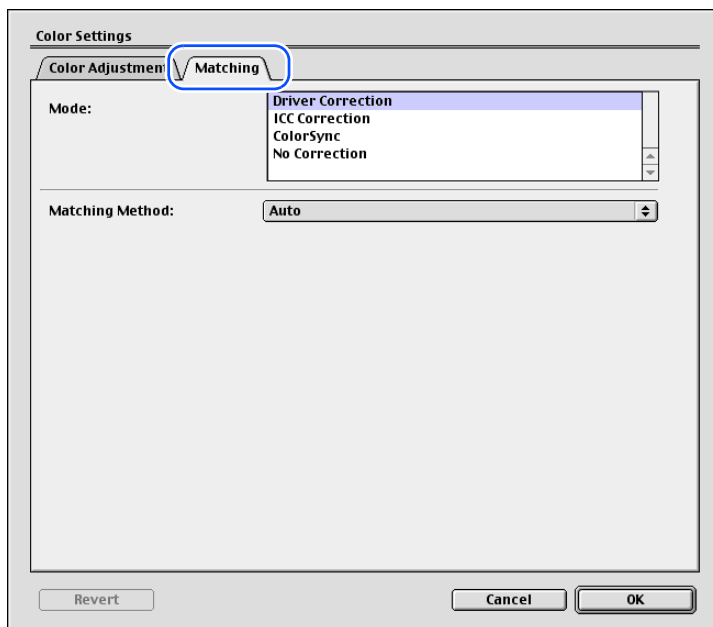 Color Settings
Color Adjustment Matching
Mode:
Driver Correction
ICC Correction
ColorSync
No Correction
Matching Method: Auto
Revert Cancel OK